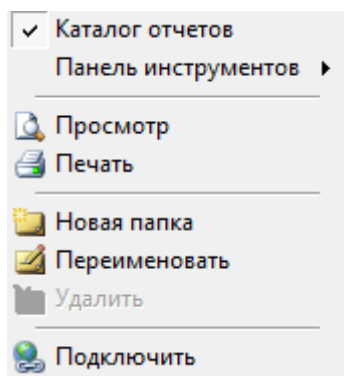 Каталог отчетов
Панель инструментов
Просмотр
Печать
Новая папка
Переименовать
Удалить
Подключить